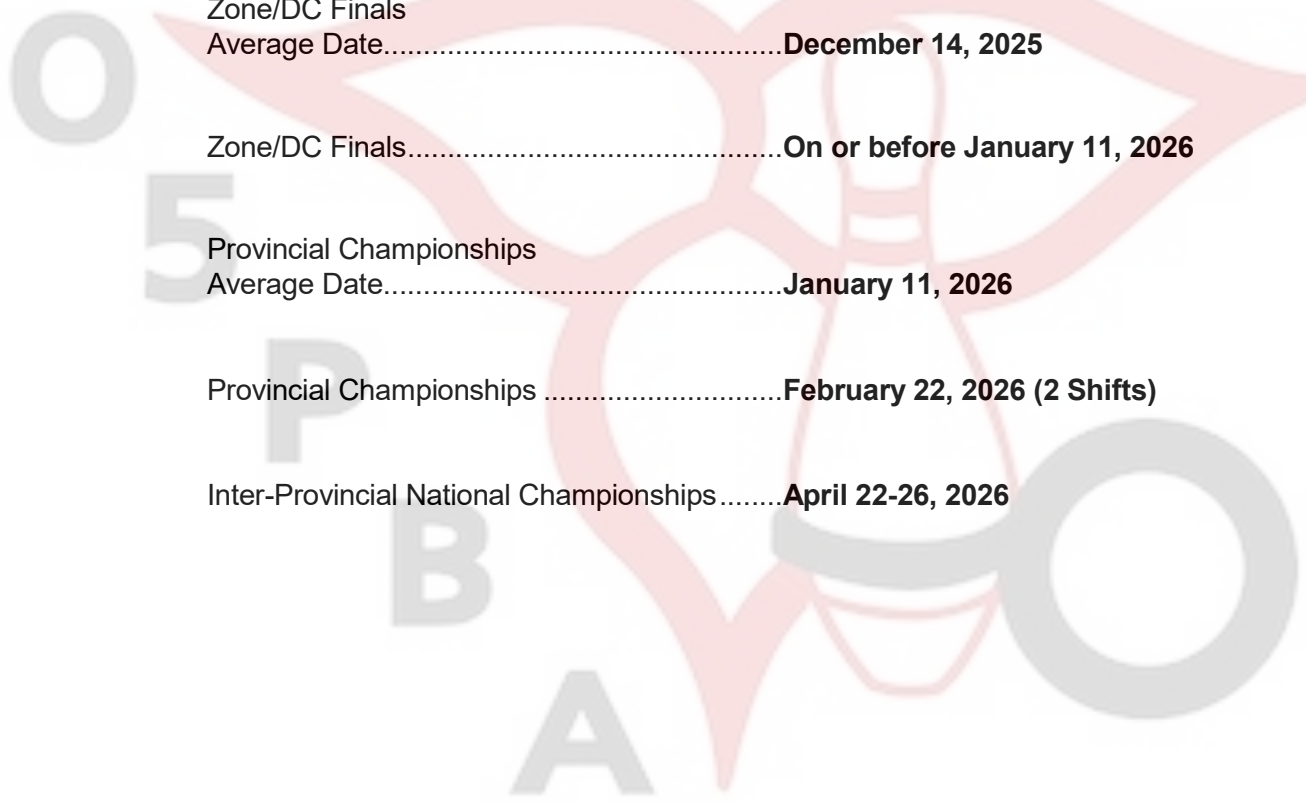 Zone/DC Finals
Average Date..................................................December 14, 2025
Zone/DC Finals...............................................On or before January 11, 2026
Provincial Championships
Average Date..................................................January 11, 2026
Provincial Championships ..............................February 22, 2026 (2 Shifts)
Inter-Provincial National Championships........April 22-26, 2026
O
5
P
B
A